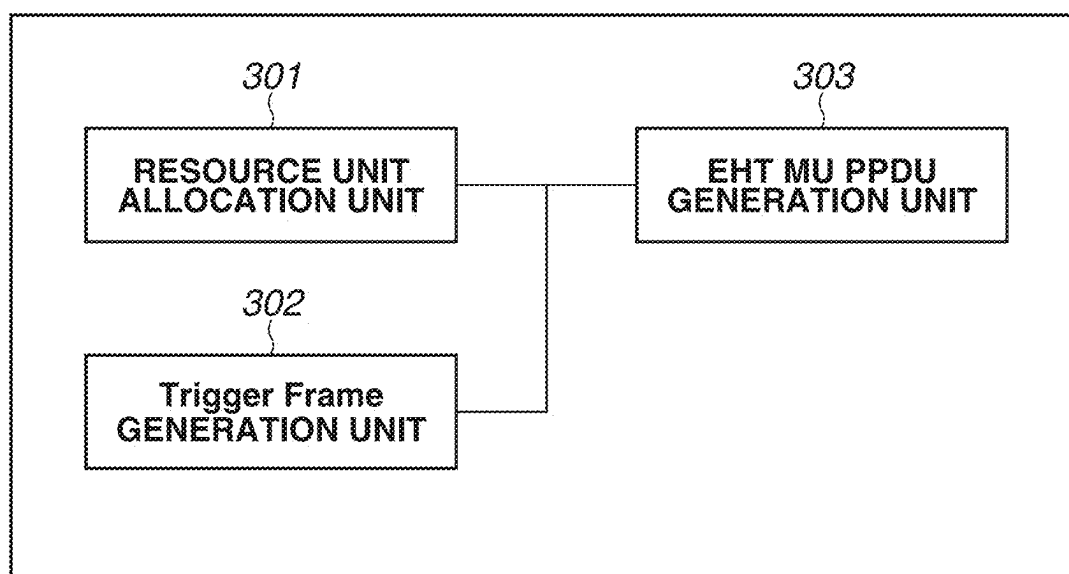 301
RESOURCE UNIT
ALLOCATION UNIT
303
EHT MU PPDU
GENERATION UNIT
302
Trigger Frame
GENERATION UNIT